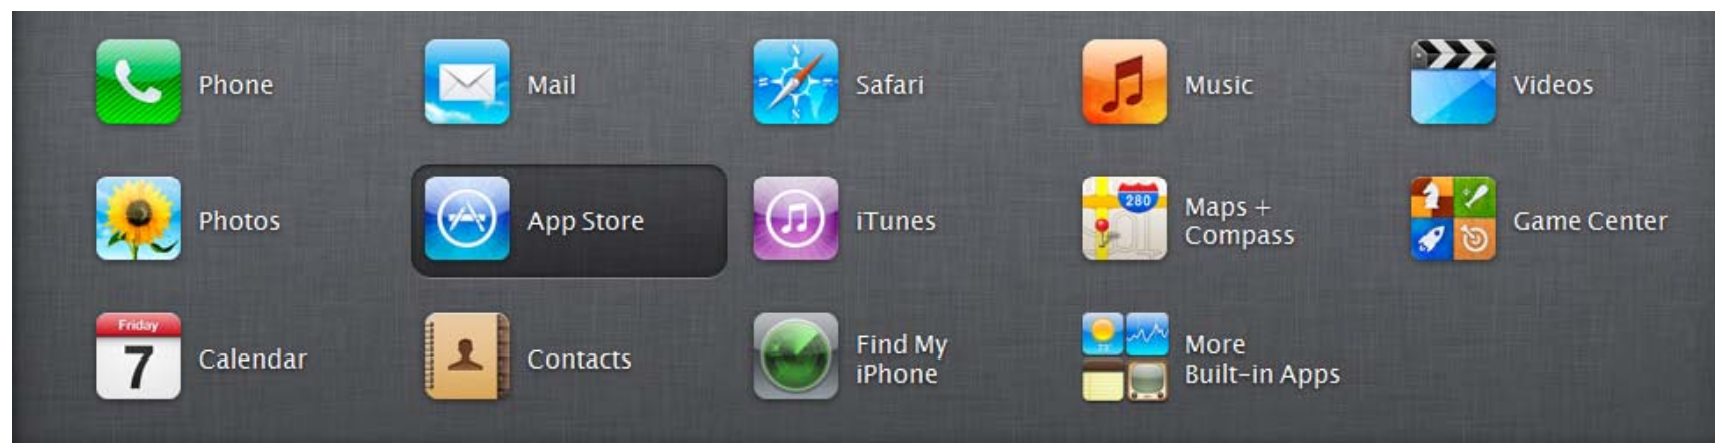 Phone
Mail
Safari
Music
Videos
Photos
App Store
iTunes
280
Maps +
Compass
Game Center
Friday
7
Calendar
Contacts
Find My
iPhone
More
Built-in Apps